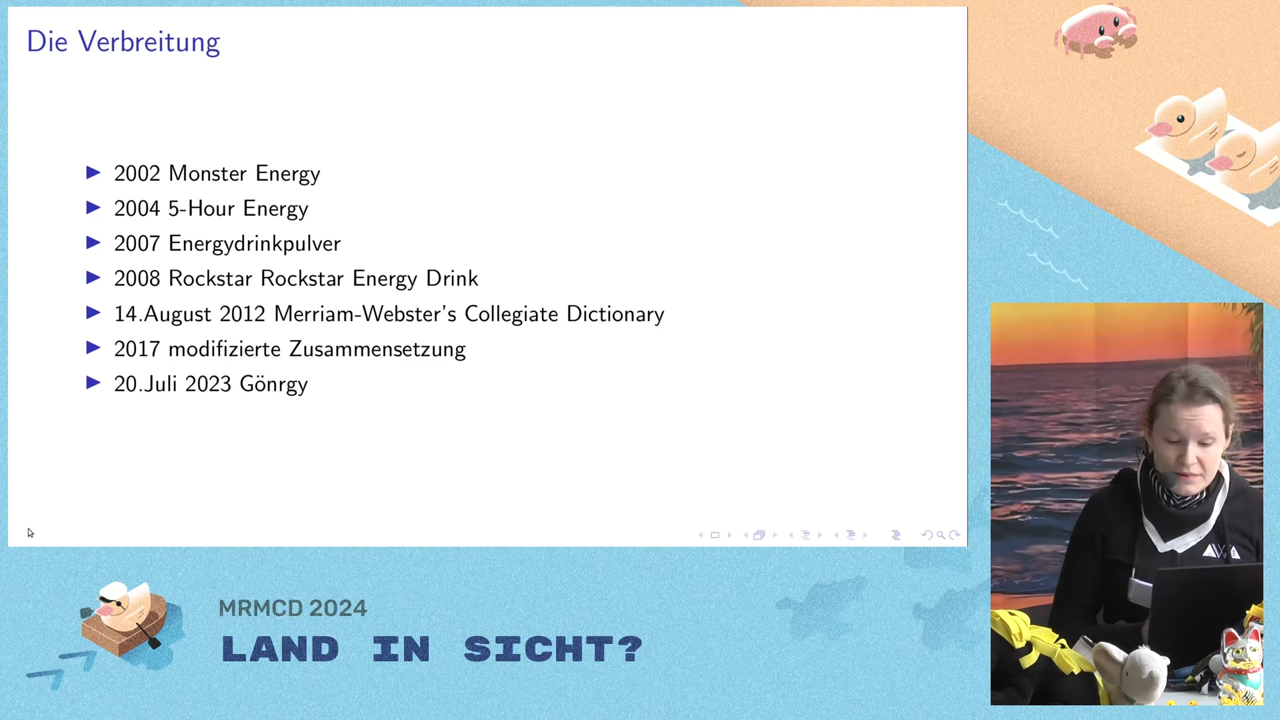 Die Verbreitung
2002 Monster Energy
2004 5-Hour Energy
2007 Energydrinkpulver
2008 Rockstar Rockstar Energy Drink
14.August 2012 Merriam-Webster's Collegiate Dictionary
2017 modifizierte Zusammensetzung
20.Juli 2023 Gönrgy
MRMCD 2024
LAND IN SICHT?